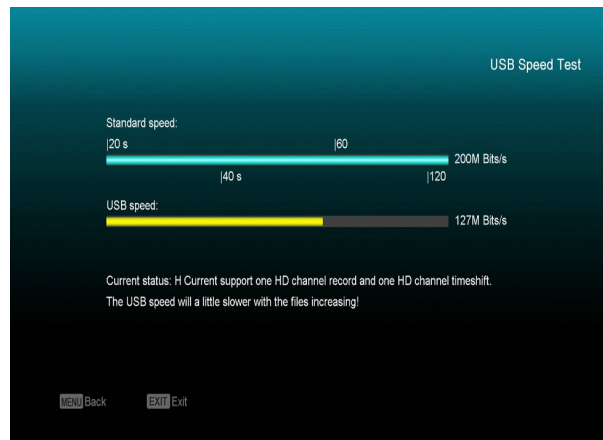 USB Speed Test
Standard speed:
|20 s |60
200M Bits/s
|40 s |120
USB speed:
127M Bits/s
Current status: H Current support one HD channel record and one HD channel timeshift.
The USB speed will a little slower with the files increasing!
MENU Back EXIT Exit